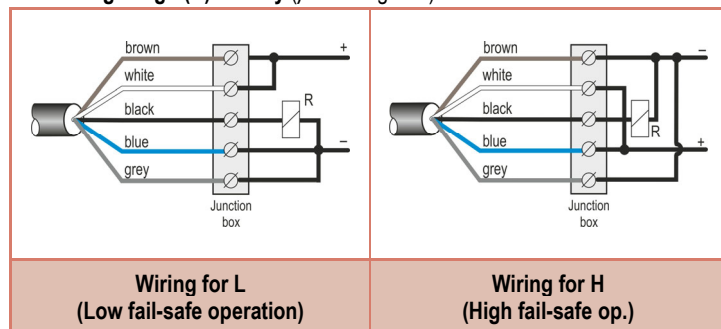 brown
white
black
blue
grey
R
+
–
Junction
box
brown
white
black
blue
grey
R
–
+
Junction
box
Wiring for L
(Low fail-safe operation)
Wiring for H
(High fail-safe op.)